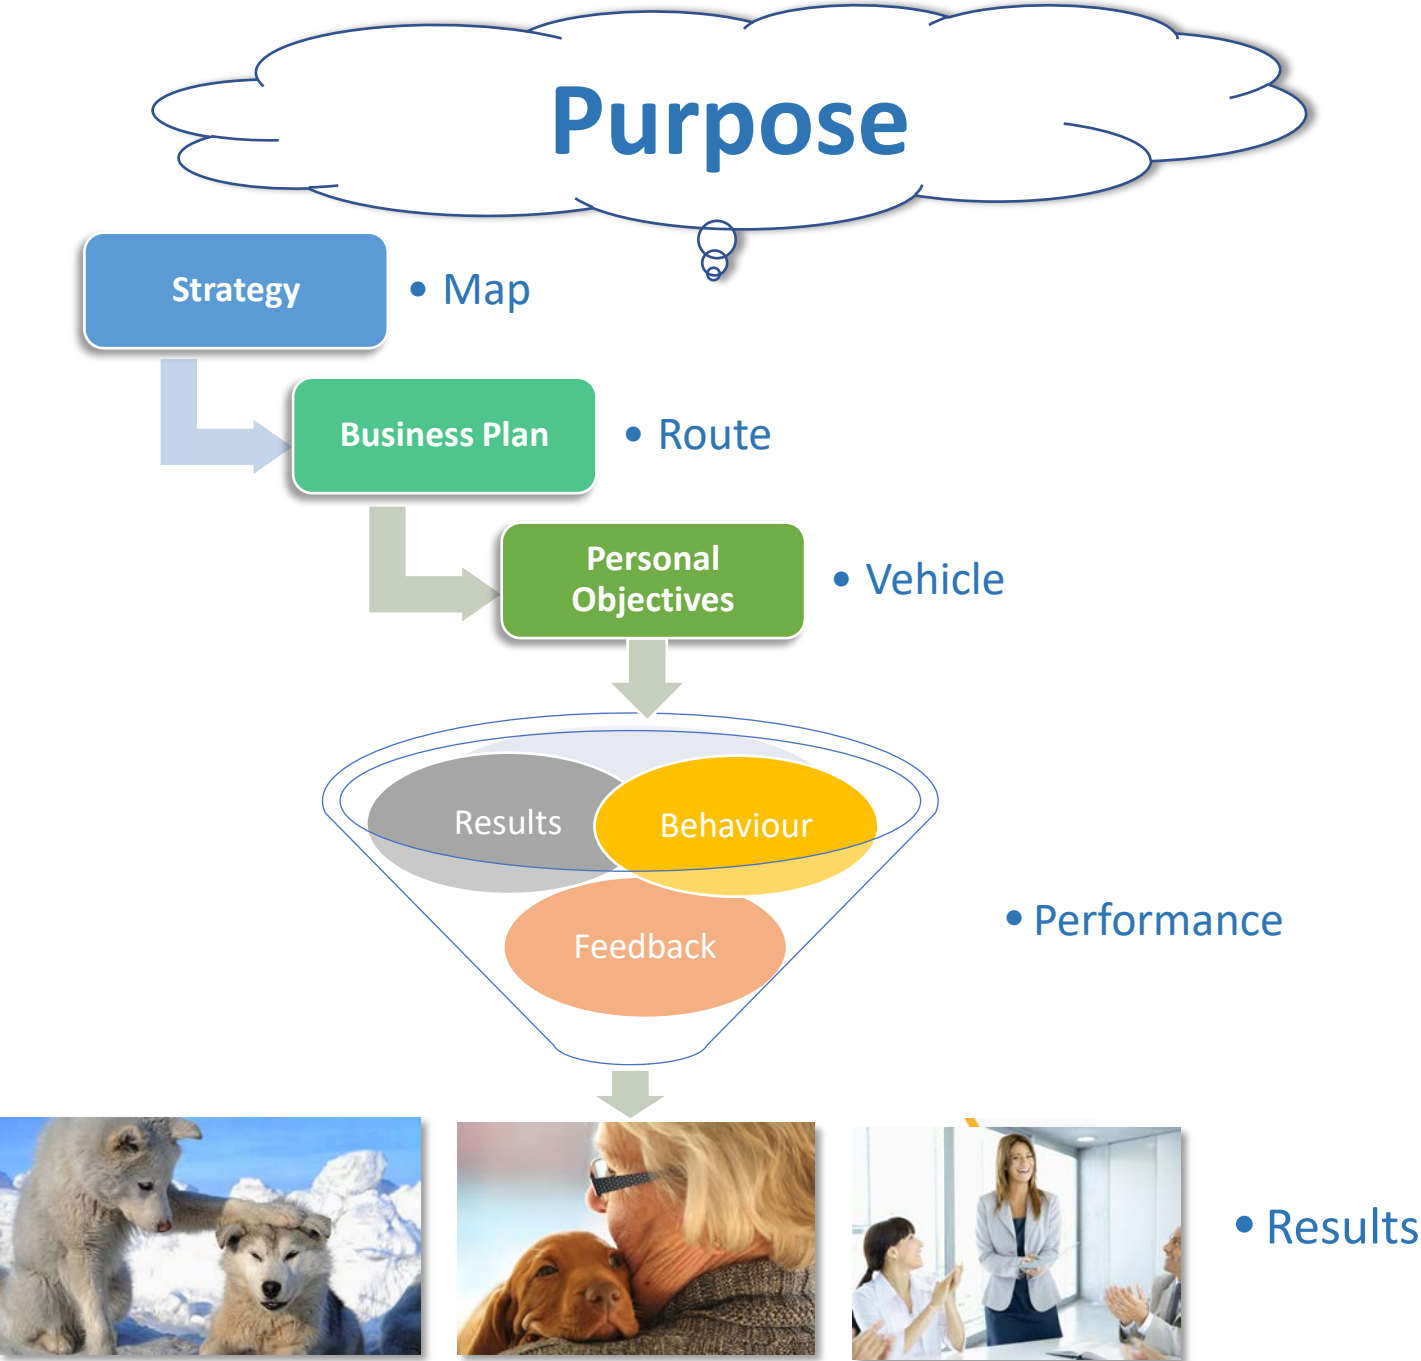 Purpose
Strategy
• Map
Business Plan
• Route
Personal
Objectives
• Vehicle
Results
Behaviour
Feedback
• Performance
• Results